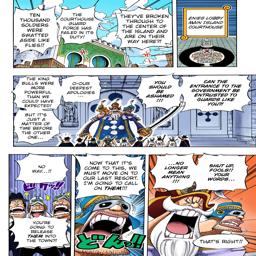 TEN
THOUSAND
SOLDIERS
WERE
SWATTED
ASIDE LIKE
FLIES!!
THE
COURTHOUSE
GUARD
FORCE HAS
FAILED IN ITS
DUTY!
THEY'VE BROKEN
THROUGH TO THE
CENTER OF
THE ISLAND
AND ARE ON
THEIR WAY HERE!!
ENIES LOBBY
MAIN ISLAND
COURTHOUSE
THE KING
BULLS WERE
MORE
POWERFUL
THAN WE
COULD HAVE
EXPECTED!
BUT IT'S
JUST A
MATTER OF
TIME BEFORE
THE OTHER
ONE...
O-OUR
DEEPEST
APOLOGIES
YOU
SHOULD
BE
ASHAMED
!!!
CAN THE
ENTRANCE TO THE
GOVERNMENT BE
ENTRUSTED TO
GUARDS LIKE
YOU?!
NO
WAY...!!
YOU'RE
GOING TO
RELEASE
THEM INTO
THE TOWN?!
NOW THAT IT'S
COME TO THIS, WE
MUST MOVE ON TO
OUR LAST RESORT.
I'M GOING TO
CALL ON
THEM!!
...NO
LONGER
MEAN
ANYTHING
!!!
SHUT UP,
FOOLS!!
YOUR
WORDS...
THAT'S RIGHT!!